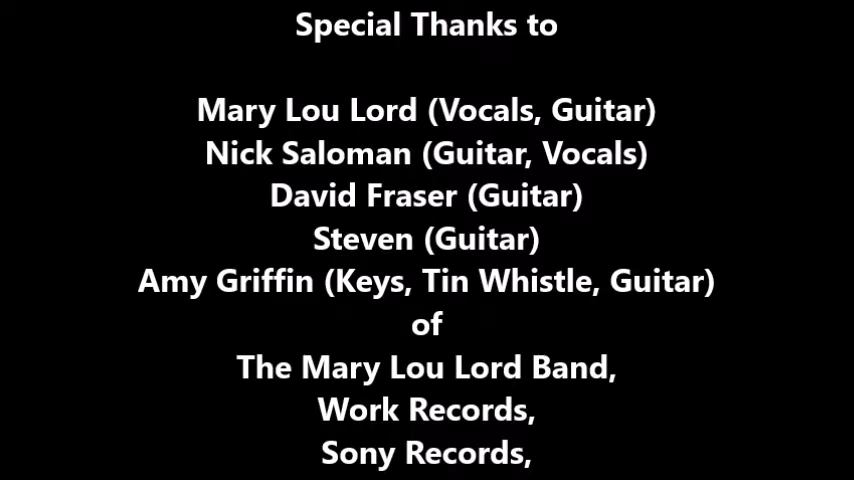 Special Thanks to
Mary Lou Lord (Vocals, Guitar)
Nick Saloman (Guitar, Vocals)
David Fraser (Guitar)
Steven (Guitar)
Amy Griffin (Keys, Tin Whistle, Guitar)
of
The Mary Lou Lord Band,
Work Records,
Sony Records,